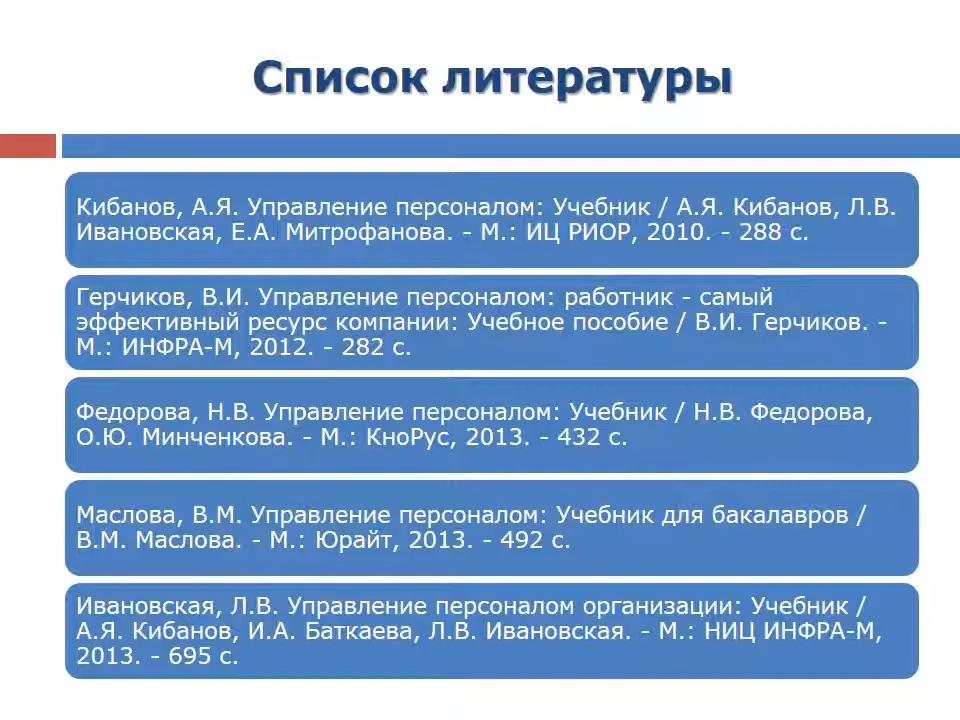 Список литературы
Кибанов, А.Я. Управление персоналом: Учебник / А.Я. Кибанов, Л.В.
Ивановская, Е.А. Митрофанова. - М.: ИЦ РИОР, 2010. - 288 с.
Герчиков, В.И. Управление персоналом: работник - самый
эффективный ресурс компании: Учебное пособие / В.И. Герчиков. -
М.: ИНФРА-М, 2012. - 282 с.
Федорова, Н.В. Управление персоналом: Учебник / Н.В. Федорова,
О.Ю. Минченкова. - М.: КноРус, 2013. - 432 с.
Маслова, В.М. Управление персоналом: Учебник для бакалавров /
В.М. Маслова. - М.: Юрайт, 2013. - 492 с.
Ивановская, Л.В. Управление персоналом организации: Учебник /
А.Я. Кибанов, И.А. Баткаева, Л.В. Ивановская. - М.: НИЦ ИНФРА-М,
2013. - 695 с.